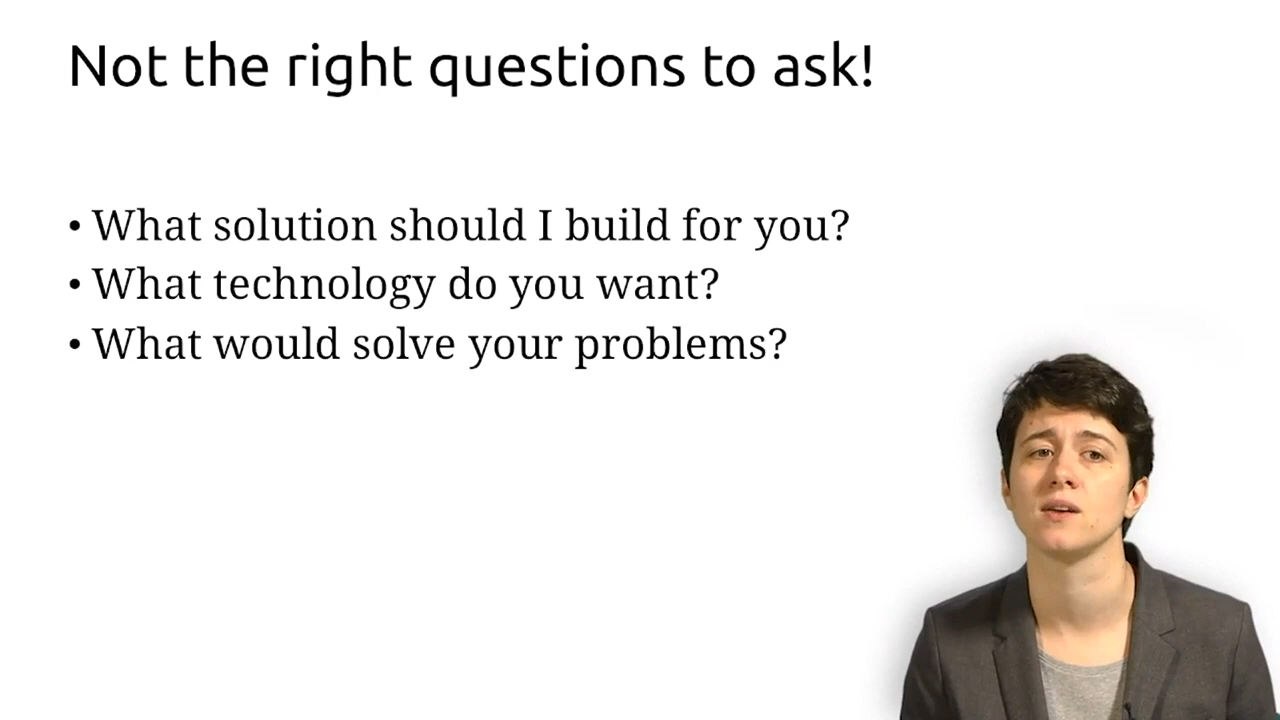 Not the right questions to ask!
• What solution should I build for you?
• What technology do you want?
• What would solve your problems?